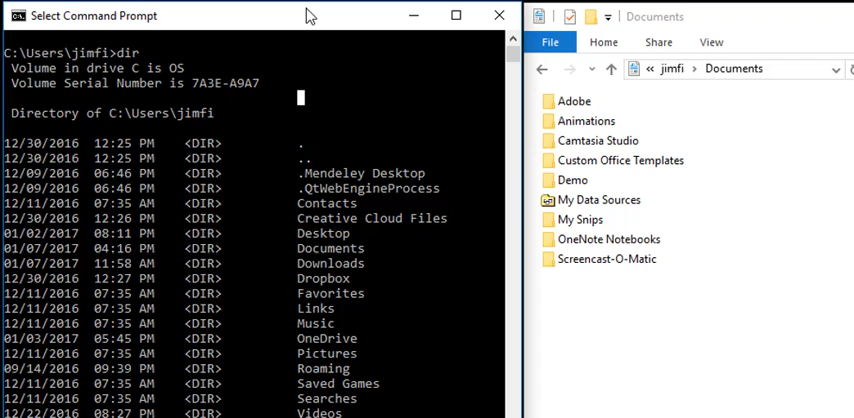 Select Command Prompt
C:\Users\jimfi>dir
Volume in drive C is OS
Volume Serial Number is 7A3E-A9A7
Directory of C:\Users\jimfi
12/30/2016 12:25 PM <DIR> .
12/30/2016 12:25 PM <DIR> ..
12/09/2016 06:46 PM <DIR> .Mendeley Desktop
12/09/2016 06:46 PM <DIR> .QtWebEngineProcess
12/11/2016 07:35 AM <DIR> Contacts
12/30/2016 12:26 PM <DIR> Creative Cloud Files
01/02/2017 08:11 PM <DIR> Desktop
01/07/2017 04:16 PM <DIR> Documents
01/07/2017 11:58 AM <DIR> Downloads
12/30/2016 12:27 PM <DIR> Dropbox
12/11/2016 07:35 AM <DIR> Favorites
12/11/2016 07:35 AM <DIR> Links
12/11/2016 07:35 AM <DIR> Music
01/03/2017 05:45 PM <DIR> OneDrive
12/11/2016 07:35 AM <DIR> Pictures
09/14/2016 09:39 PM <DIR> Roaming
12/11/2016 07:35 AM <DIR> Saved Games
12/11/2016 07:35 AM <DIR> Searches
12/22/2016 08:27 PM <DIR> Videos
Documents
File Home Share View
« jimfi > Documents
Adobe
Animations
Camtasia Studio
Custom Office Templates
Demo
My Data Sources
My Snips
OneNote Notebooks
Screencast-O-Matic